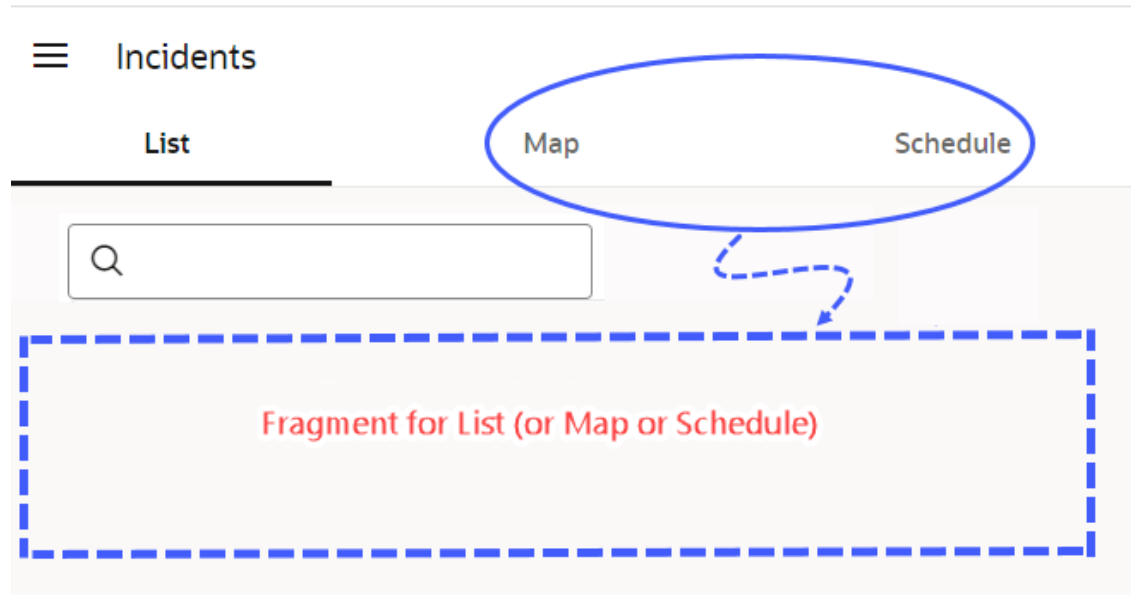 Incidents
List Map Schedule
Fragment for List (or Map or Schedule)